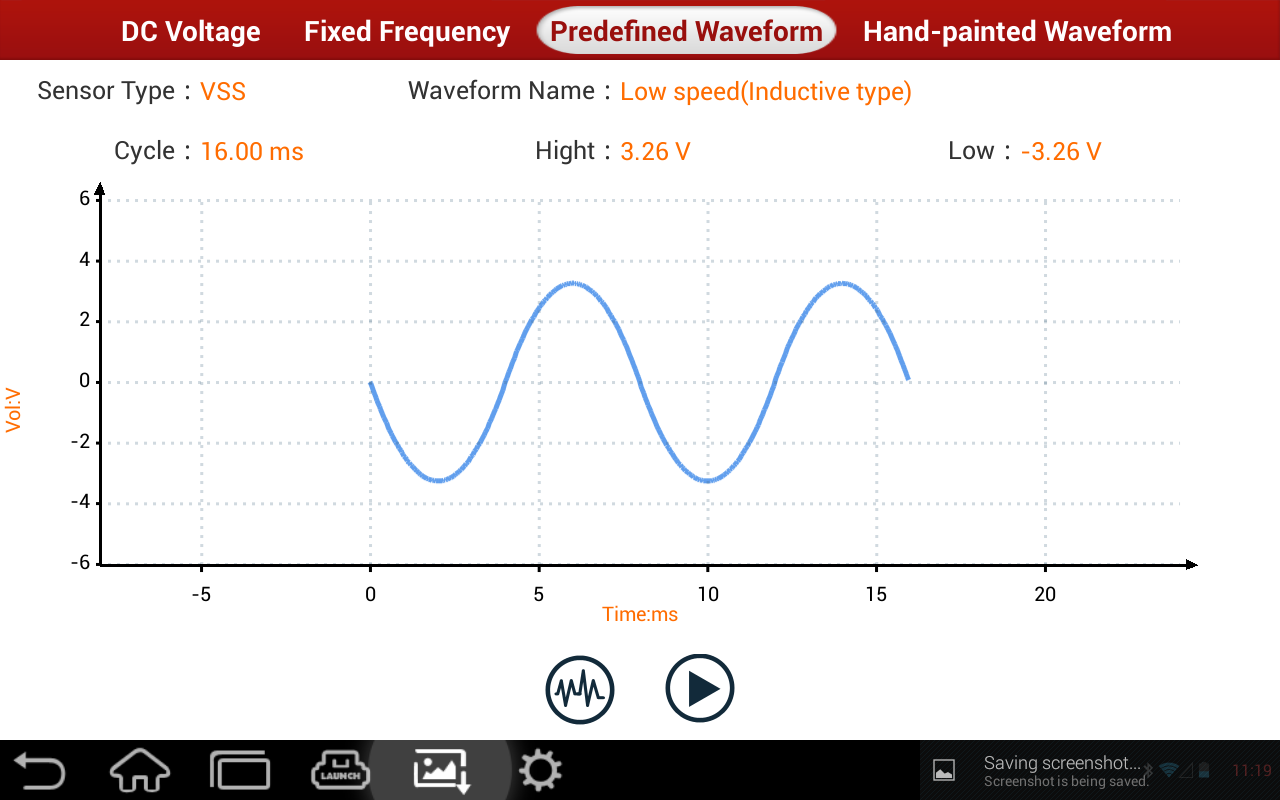 DC Voltage Fixed Frequency Predefined Waveform Hand-painted Waveform
Sensor Type : VSS Waveform Name : Low speed(Inductive type)
Cycle : 16.00 ms Hight : 3.26 V Low : -3.26 V
6
4
2
0
-2
-4
-6
Vol:V
-5 0 5 10 15 20
Time:ms
LAUNCH
Saving screenshot...
Screenshot is being saved.
11:19